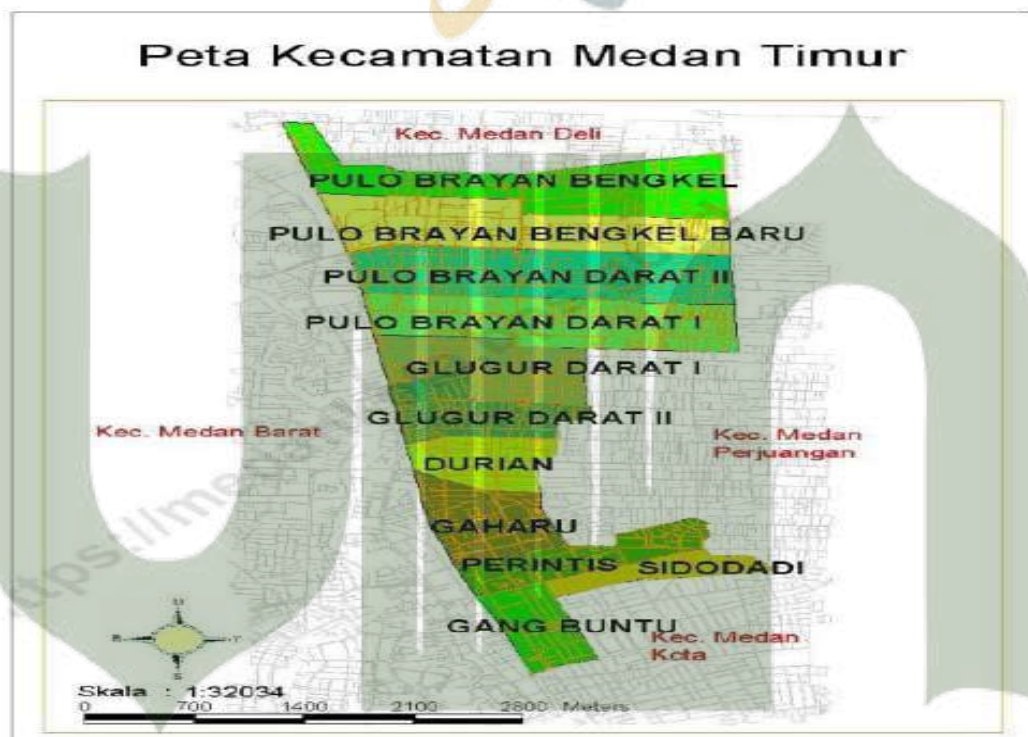 Peta Kecamatan Medan Timur
Kec. Medan Deli
PULO BRAYAN BENGKEL
PULO BRAYAN BENGKEL BARU
PULO BRAYAN DARAT II
PULO BRAYAN DARAT I
GLUGUR DARAT I
GLUGUR DARAT II
Kec. Medan Barat
Kec. Medan
Perjuangan
DURIAN
GAHARU
PERINTIS
SIDODADI
GANG BUNTU
Kec. Medan
Kota
U
B
T
S
Skala : 1:32034
0 700 1400 2100 2800 Meters